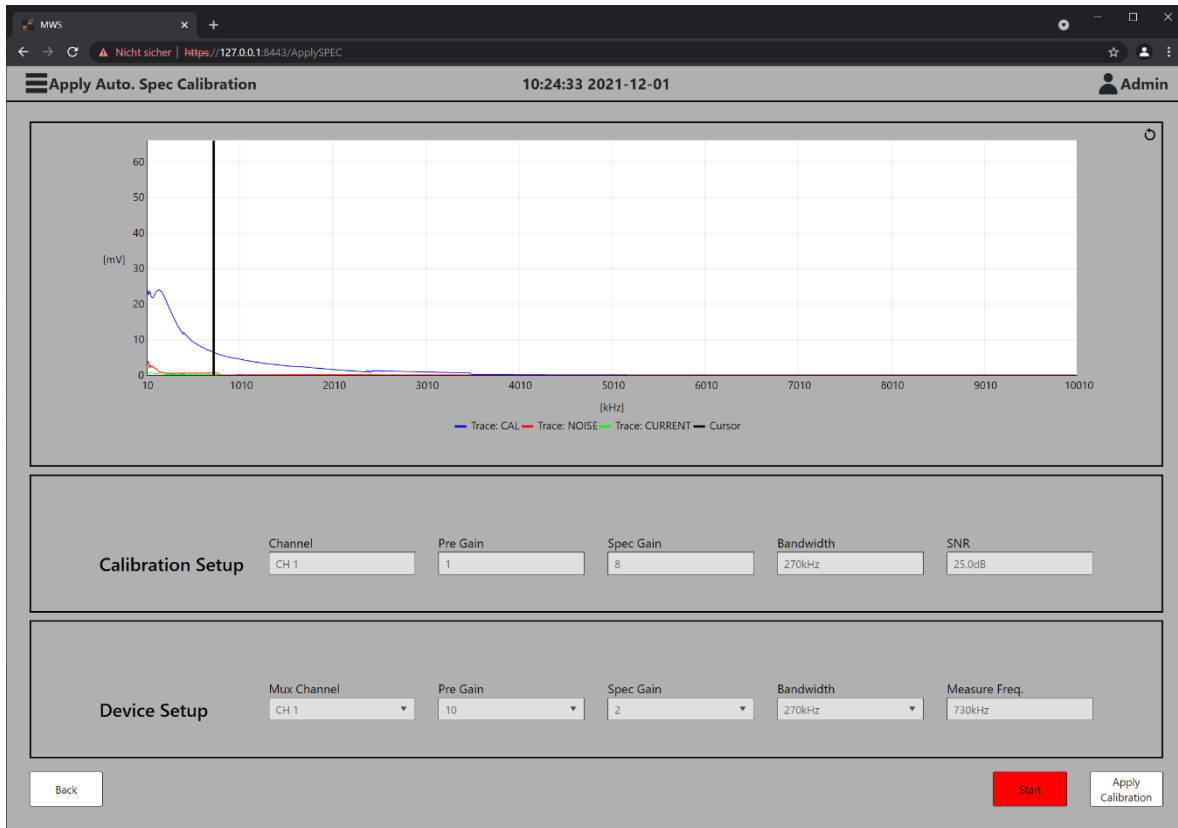 MWS
Nicht sicher | https://127.0.0.1:8443/ApplySPEC
Apply Auto. Spec Calibration
10:24:33 2021-12-01
Admin
60
50
40
[mV]
30
20
10
0
10 1010 2010 3010 4010 5010 6010 7010 8010 9010 10010
[kHz]
Trace: CAL Trace: NOISE Trace: CURRENT Cursor
Calibration Setup
Channel Pre Gain Spec Gain Bandwidth SNR
CH 1 1 8 270kHz 25.0dB
Device Setup
Mux Channel Pre Gain Spec Gain Bandwidth Measure Freq.
CH 1 10 2 270kHz 730kHz
Back
Start
Apply
Calibration